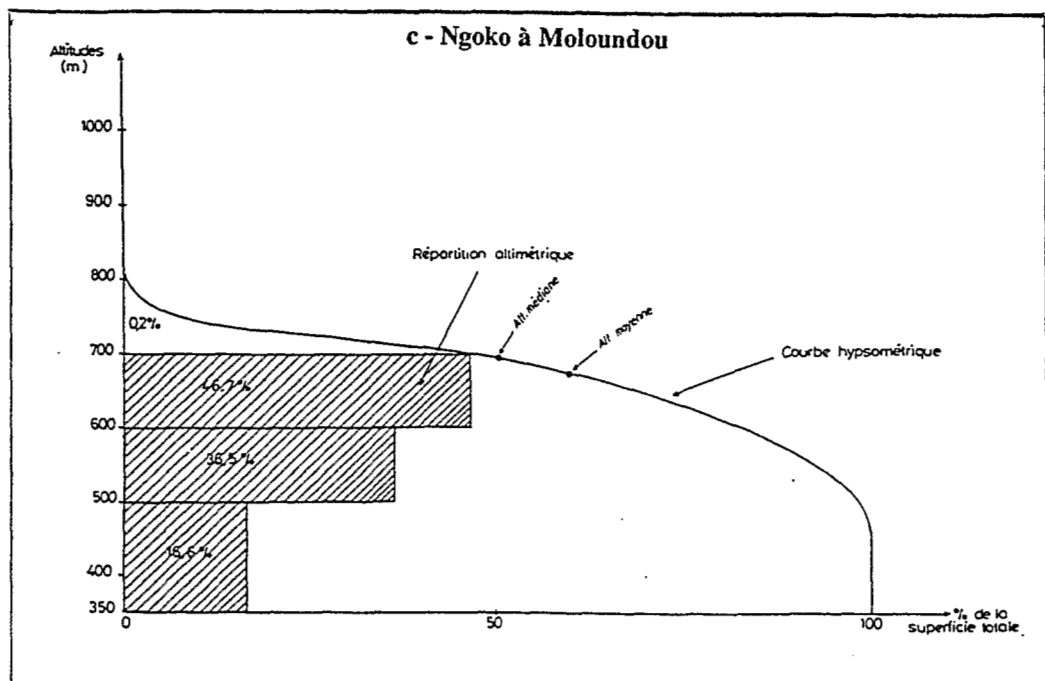 c - Ngoko à Moloundou
Altitudes
(m)
1000
900
800
700
600
500
400
350
Répartition altimétrique
Alt. médiane
Alt. moyenne
Courbe hypsométrique
0,2%
46,7%
36,5%
16,6%
0
50
100
% de la
superficie totale